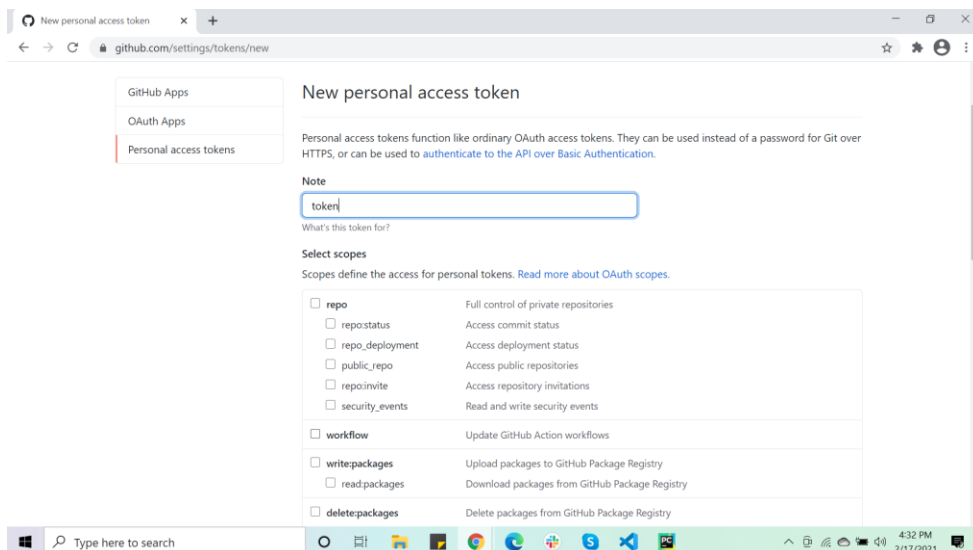 New personal access token
github.com/settings/tokens/new
GitHub Apps
OAuth Apps
Personal access tokens
New personal access token
Personal access tokens function like ordinary OAuth access tokens. They can be used instead of a password for Git over
HTTPS, or can be used to authenticate to the API over Basic Authentication.
Note
token
What's this token for?
Select scopes
Scopes define the access for personal tokens. Read more about OAuth scopes.
repo Full control of private repositories
repo:status Access commit status
repo_deployment Access deployment status
public_repo Access public repositories
repo:invite Access repository invitations
security_events Read and write security events
workflow Update GitHub Action workflows
write:packages Upload packages to GitHub Package Registry
read:packages Download packages from GitHub Package Registry
delete:packages Delete packages from GitHub Package Registry
Type here to search
S
PC
4:32 PM
3/17/2021